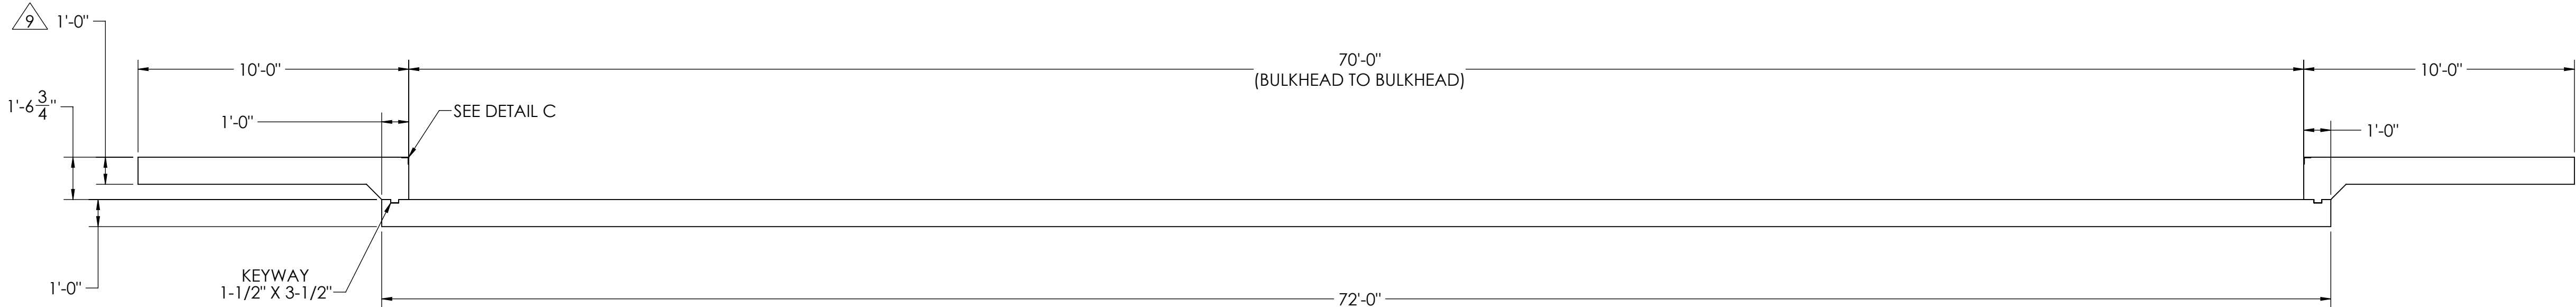 9
1'-0"
10'-0"
70'-0"
(BULKHEAD TO BULKHEAD)
10'-0"
1'-6 3/4"
1'-0"
SEE DETAIL C
1'-0"
KEYWAY
1-1/2" X 3-1/2"
1'-0"
72'-0"